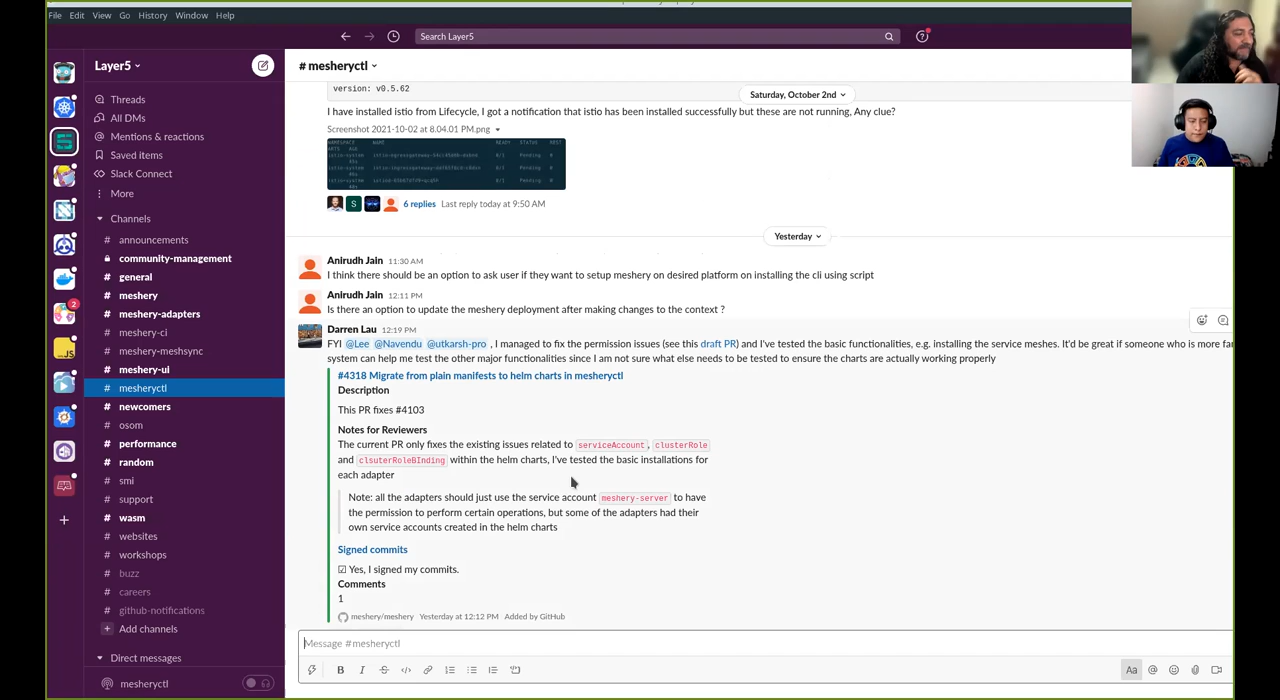 File Edit View Go History Window Help
Search Layer5
Layer5
# mesheryctl
Threads
All DMs
Mentions & reactions
Saved items
Slack Connect
More
Channels
# announcements
community-management
# general
# meshery
# meshery-adapters
# meshery-ci
# meshery-meshsync
# meshery-ui
# mesheryctl
# newcomers
# osom
# performance
# random
# smi
# support
# wasm
# websites
# workshops
# buzz
# careers
# github-notifications
+ Add channels
Direct messages
mesheryctl
2
JS
version: v0.5.62
Saturday, October 2nd
I have installed istio from Lifecycle, I got a notification that istio has been installed successfully but these are not running, Any clue?
Screenshot 2021-10-02 at 8.04.01 PM.png
S
6 replies Last reply today at 9:50 AM
Yesterday
Anirudh Jain 11:30 AM
I think there should be an option to ask user if they want to setup meshery on desired platform on installing the cli using script
Anirudh Jain 12:11 PM
Is there an option to update the meshery deployment after making changes to the context ?
Darren Lau 12:19 PM
FYI @Lee @Navendu @utkarsh-pro , I managed to fix the permission issues (see this draft PR) and I've tested the basic functionalities, e.g. installing the service meshes. It'd be great if someone who is more far
system can help me test the other major functionalities since I am not sure what else needs to be tested to ensure the charts are actually working properly
#4318 Migrate from plain manifests to helm charts in mesheryctl
Description
This PR fixes #4103
Notes for Reviewers
The current PR only fixes the existing issues related to serviceAccount, clusterRole
and clsuterRoleBInding within the helm charts, I've tested the basic installations for
each adapter
Note: all the adapters should just use the service account meshery-server to have
the permission to perform certain operations, but some of the adapters had their
own service accounts created in the helm charts
Signed commits
☑ Yes, I signed my commits.
Comments
1
meshery/meshery Yesterday at 12:12 PM Added by GitHub
Message #mesheryctl
B I S
Aa @